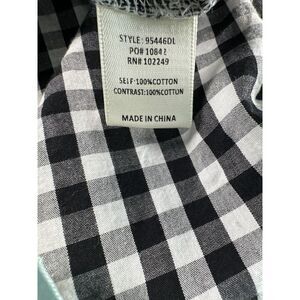 STYLE: 95446DL
PO# 10842
RN# 102249
SELF:100%COTTON
CONTRAST:100%COTTON
MADE IN CHINA